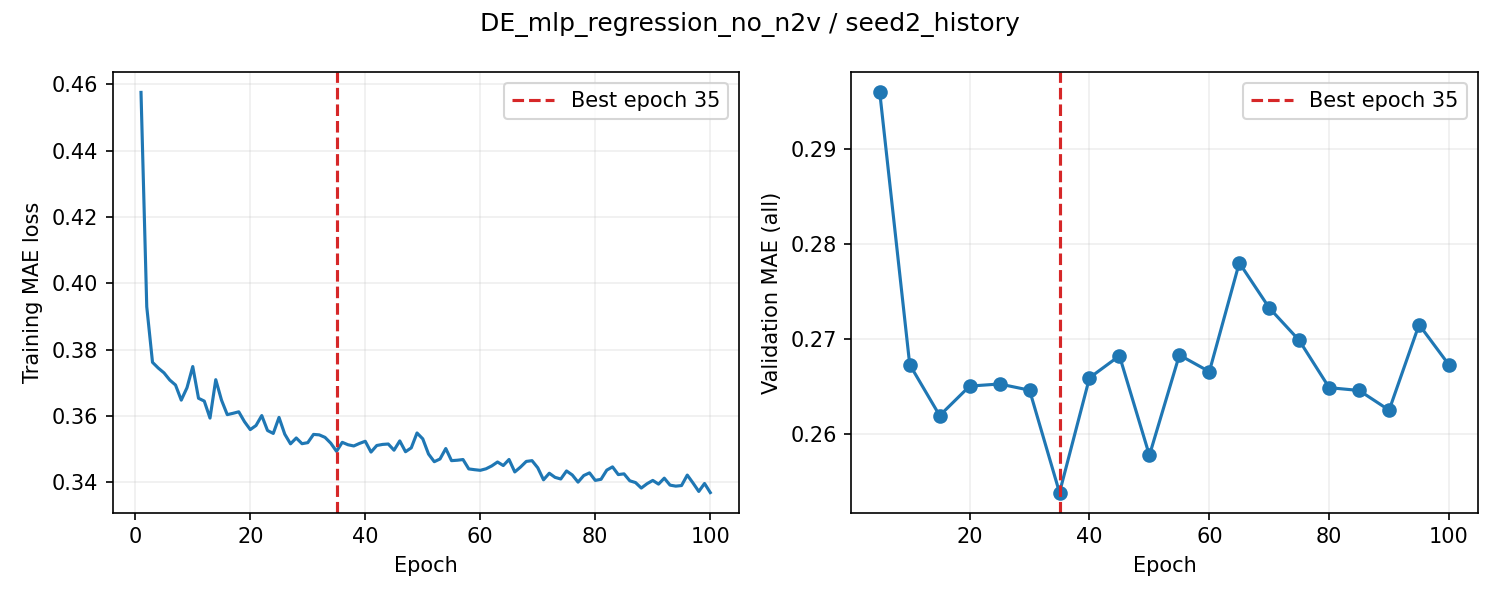 DE_mlp_regression_no_n2v / seed2_history
0.46
0.44
0.42
0.40
0.38
0.36
0.34
Training MAE loss
Best epoch 35
0 20 40 60 80 100
Epoch
0.29
0.28
0.27
0.26
Validation MAE (all)
Best epoch 35
20 40 60 80 100
Epoch